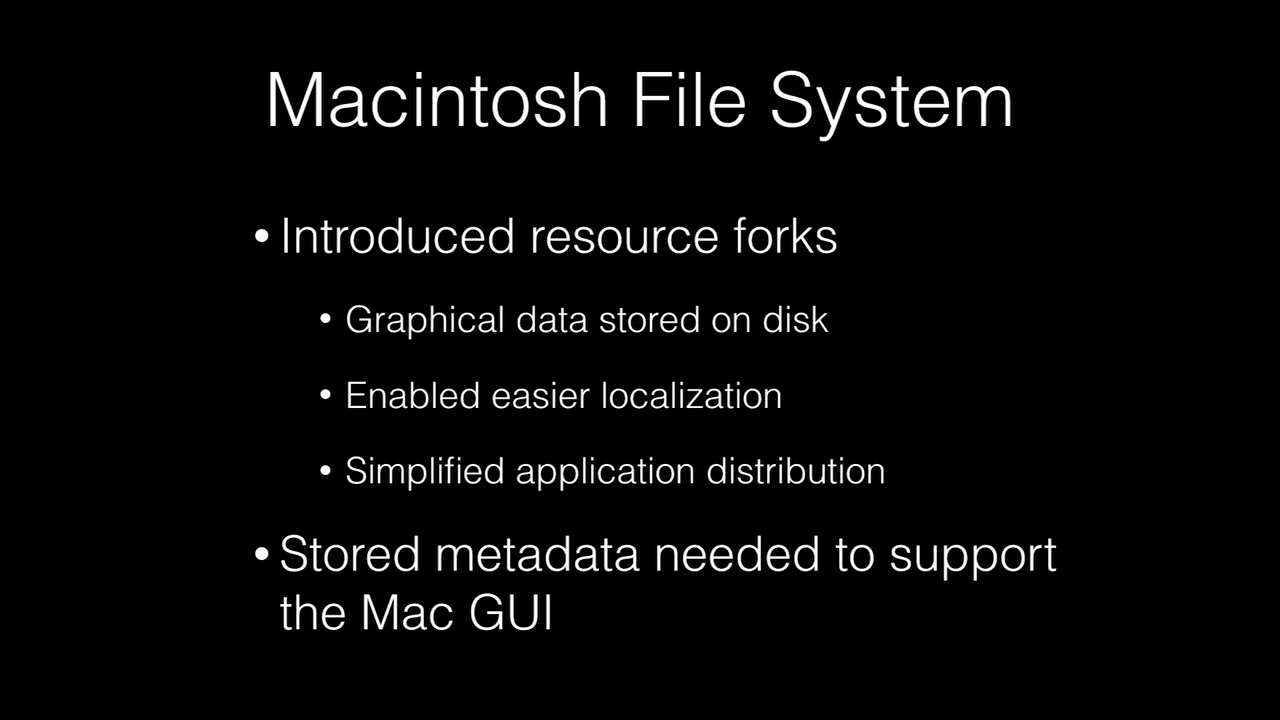 Macintosh File System
• Introduced resource forks
• Graphical data stored on disk
• Enabled easier localization
• Simplified application distribution
• Stored metadata needed to support
the Mac GUI